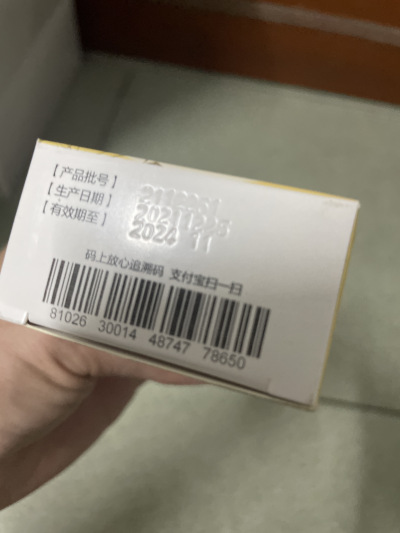 【产品批号】
【生产日期】 20211223
【有效期至】 2024 11
码上放心追溯码 支付宝扫一扫
81026 30014 48747 78650